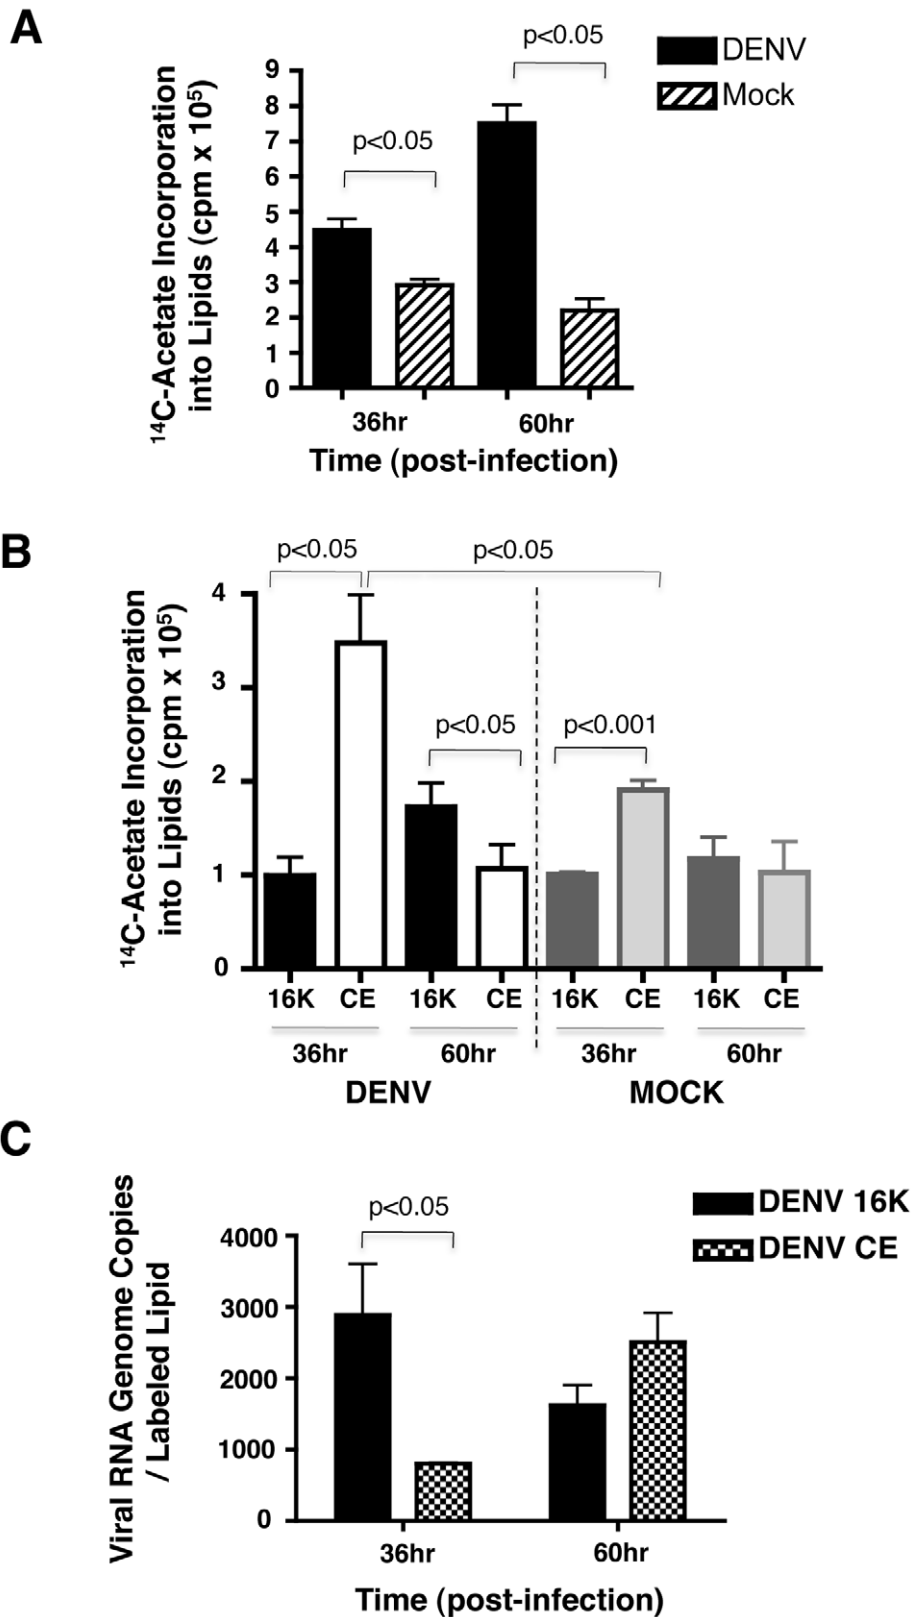 A
p<0.05
DENV
Mock
p<0.05
¹⁴C-Acetate Incorporation
into Lipids (cpm x 10⁵)
9
8
7
6
5
4
3
2
1
0
36hr 60hr
Time (post-infection)
B
p<0.05 p<0.05
¹⁴C-Acetate Incorporation
into Lipids (cpm x 10⁵)
4
3
p<0.05 p<0.001
2
1
0
16K CE 16K CE 16K CE 16K CE
36hr 60hr 36hr 60hr
DENV MOCK
C
DENV 16K
DENV CE
p<0.05
Viral RNA Genome Copies
/ Labeled Lipid
4000
3000
2000
1000
0
36hr 60hr
Time (post-infection)